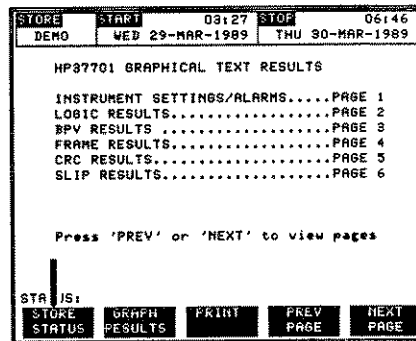 STORE START 03:27 STOP 06:46
DEMO WED 29-MAR-1989 THU 30-MAR-1989
HP37701 GRAPHICAL TEXT RESULTS
INSTRUMENT SETTINGS/ALARMS.....PAGE 1
LOGIC RESULTS..................PAGE 2
BPV RESULTS ...................PAGE 3
FRAME RESULTS..................PAGE 4
CRC RESULTS....................PAGE 5
SLIP RESULTS...................PAGE 6
Press 'PREV' or 'NEXT' to view pages
STORE STATUS GRAPH RESULTS PRINT PREV PAGE NEXT PAGE